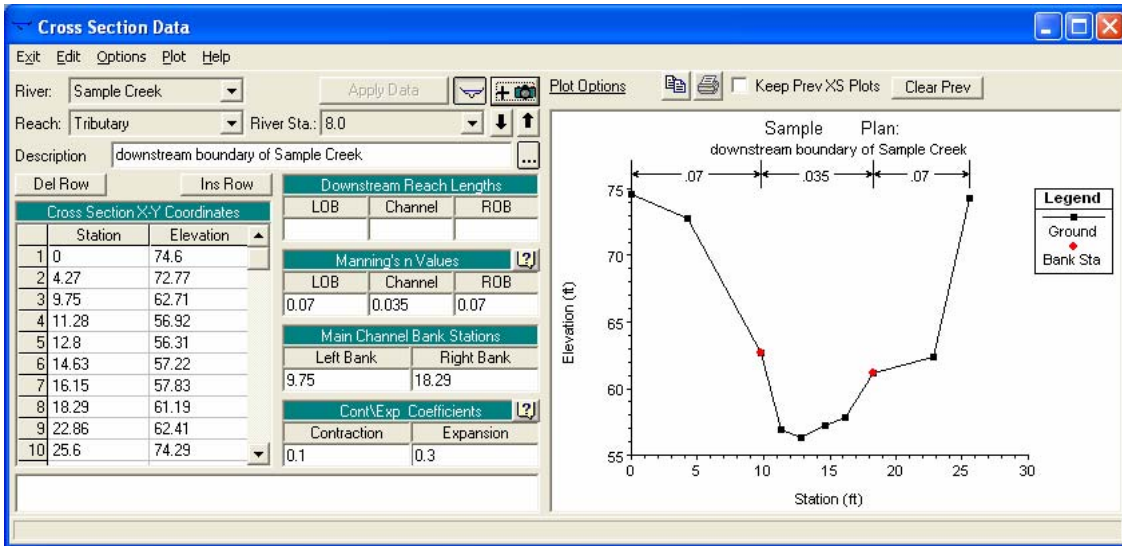 Cross Section Data
Exit Edit Options Plot Help
River: Sample Creek
Apply Data
Plot Options
Keep Prev XS Plots
Clear Prev
Reach: Tributary
River Sta.: 8.0
Description downstream boundary of Sample Creek ...
Del Row
Ins Row
Cross Section X-Y Coordinates
Station Elevation
1 0 74.6
2 4.27 72.77
3 9.75 62.71
4 11.28 56.92
5 12.8 56.31
6 14.63 57.22
7 16.15 57.83
8 18.29 61.19
9 22.86 62.41
10 25.6 74.29
Downstream Reach Lengths
LOB Channel ROB
Manning's n Values
LOB Channel ROB
0.07 0.035 0.07
Main Channel Bank Stations
Left Bank Right Bank
9.75 18.29
Cont\Exp Coefficients
Contraction Expansion
0.1 0.3
Sample Plan:
downstream boundary of Sample Creek
.07 .035 .07
75
70
65
60
55
Elevation (ft)
0 5 10 15 20 25 30
Station (ft)
Legend
Ground
Bank Sta